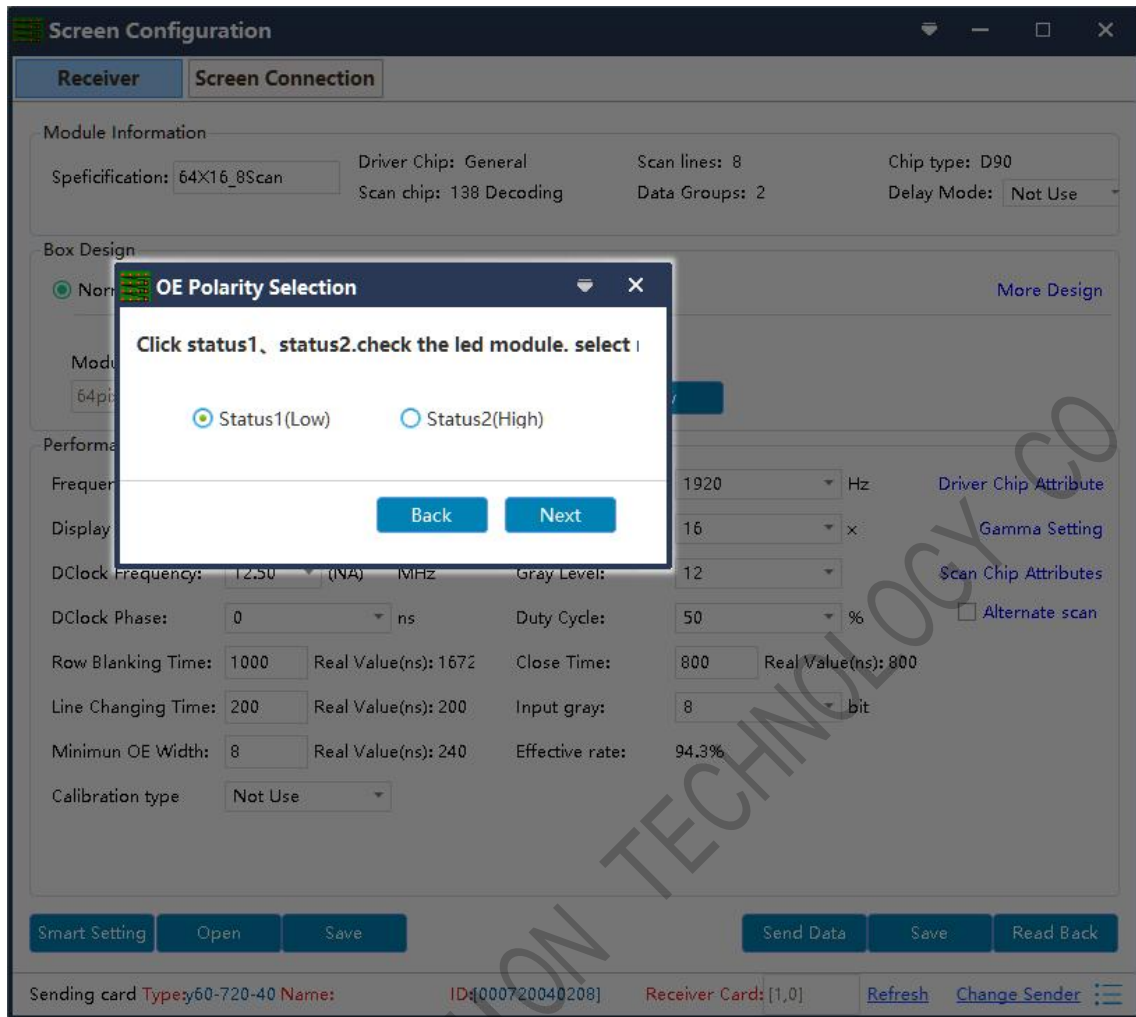 Screen Configuration
Receiver Screen Connection
Module Information
Speficification: 64X16_8Scan Driver Chip: General Scan lines: 8 Chip type: D90
Scan chip: 138 Decoding Data Groups: 2 Delay Mode: Not Use
Box Design
More Design
OE Polarity Selection
Click status1、status2.check the led module. select
Status1(Low) Status2(High)
Back Next
1920 Hz Driver Chip Attribute
Display 16 x Gamma Setting
DClock Frequency: 12.50 (NA) MHz Gray Level: 12 Scan Chip Attributes
DClock Phase: 0 ns Duty Cycle: 50 % Alternate scan
Row Blanking Time: 1000 Real Value(ns): 1672 Close Time: 800 Real Value(ns): 800
Line Changing Time: 200 Real Value(ns): 200 Input gray: 8 bit
Minimun OE Width: 8 Real Value(ns): 240 Effective rate: 94.3%
Calibration type Not Use
Smart Setting Open Save Send Data Save Read Back
Sending card Type:y60-720-40 Name: ID:[000720040208] Receiver Card: [1,0] Refresh Change Sender
TECHNOLOGY CO